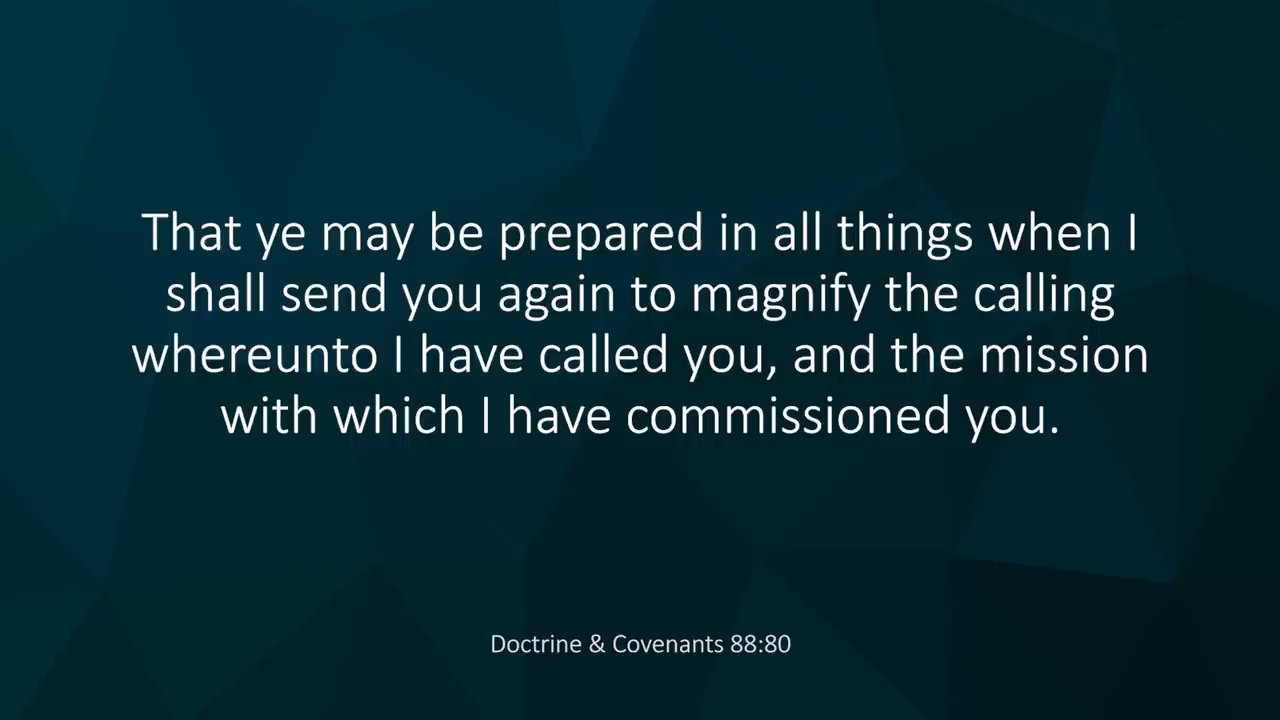 That ye may be prepared in all things when I
shall send you again to magnify the calling
whereunto I have called you, and the mission
with which I have commissioned you.
Doctrine & Covenants 88:80